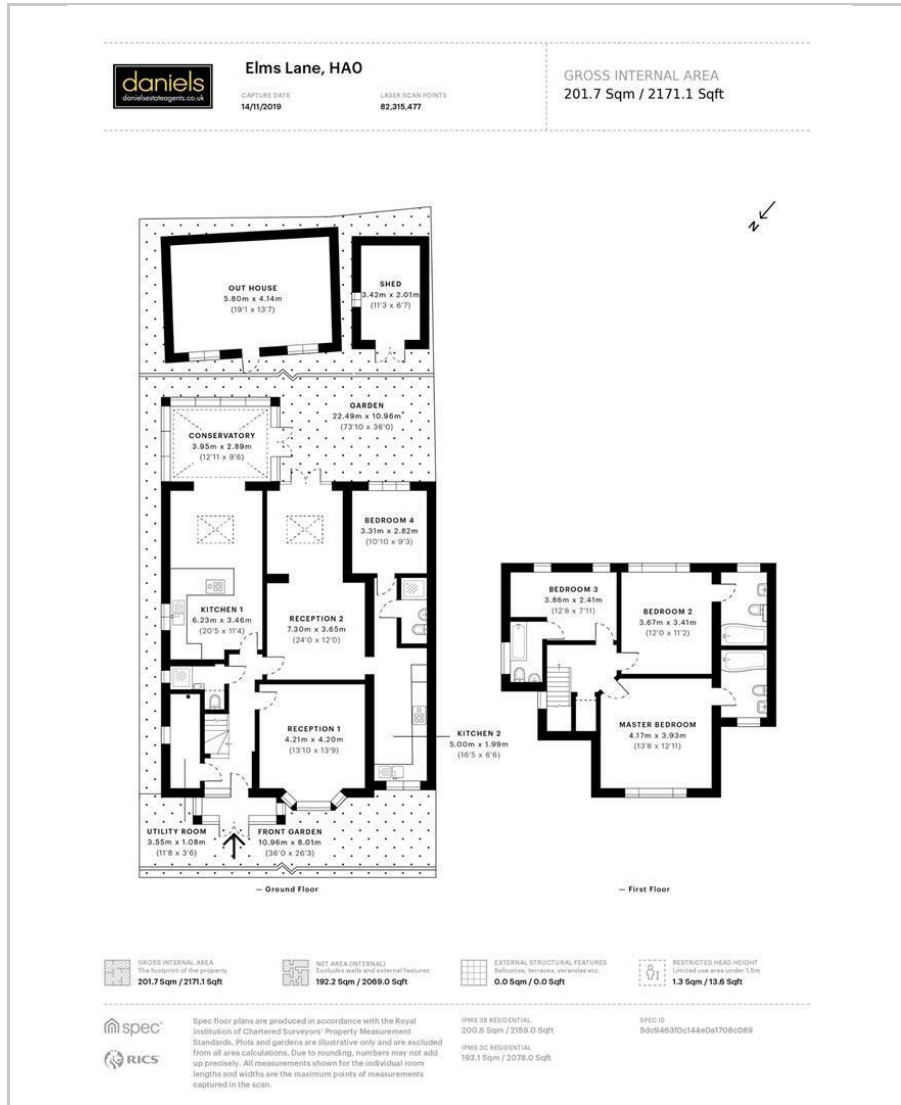 daniels
danielsestateagents.co.uk
Elms Lane, HA0
CAPTURE DATE
14/11/2019
LASER SCAN POINTS
82,315,477
GROSS INTERNAL AREA
201.7 Sqm / 2171.1 Sqft
N
OUT HOUSE
5.80m x 4.14m
(19'1 x 13'7)
SHED
3.42m x 2.01m
(11'3 x 6'7)
GARDEN
22.49m x 10.96m
(73'10 x 36'0)
CONSERVATORY
3.95m x 2.89m
(12'11 x 9'6)
BEDROOM 4
3.31m x 2.82m
(10'10 x 9'3)
KITCHEN 1
6.23m x 3.46m
(20'5 x 11'4)
RECEPTION 2
7.30m x 3.65m
(24'0 x 12'0)
RECEPTION 1
4.21m x 4.20m
(13'10 x 13'9)
KITCHEN 2
5.00m x 1.99m
(16'5 x 6'6)
UTILITY ROOM
3.55m x 1.08m
(11'8 x 3'6)
FRONT GARDEN
10.96m x 8.01m
(36'0 x 26'3)
— Ground Floor
BEDROOM 3
3.86m x 2.41m
(12'8 x 7'11)
BEDROOM 2
3.67m x 3.41m
(12'0 x 11'2)
MASTER BEDROOM
4.17m x 3.93m
(13'8 x 12'11)
— First Floor
GROSS INTERNAL AREA
The footprint of the property
201.7 Sqm / 2171.1 Sqft
NET AREA (INTERNAL)
Excludes walls and external features
192.2 Sqm / 2069.0 Sqft
EXTERNAL STRUCTURAL FEATURES
Balconies, terraces, verandas etc.
0.0 Sqm / 0.0 Sqft
RESTRICTED HEAD HEIGHT
Limited use area under 1.5m
1.3 Sqm / 13.6 Sqft
spec
RICS
Spec floor plans are produced in accordance with the Royal
Institution of Chartered Surveyors' Property Measurement
Standards. Plots and gardens are illustrative only and are excluded
from all area calculations. Due to rounding, numbers may not add
up precisely. All measurements shown for the individual room
lengths and widths are the maximum points of measurements
captured in the scan.
IPMS 3B RESIDENTIAL
200.6 Sqm / 2159.0 Sqft
IPMS 3C RESIDENTIAL
193.1 Sqm / 2078.0 Sqft
SPEC ID
5dc9463f0c144e0a1708c089